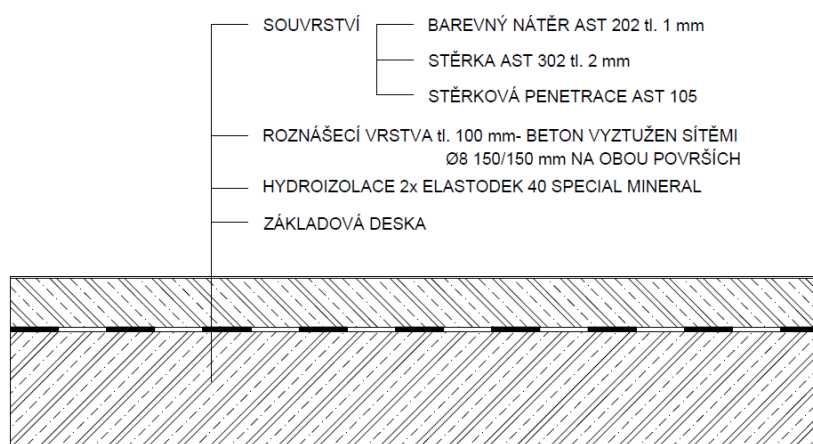 SOUVRSTVÍ
BAREVNÝ NÁTĚR AST 202 tl. 1 mm
STĚRKA AST 302 tl. 2 mm
STĚRKOVÁ PENETRACE AST 105
ROZNÁŠECÍ VRSTVA tl. 100 mm- BETON VYZTUŽEN SÍTĚMI
Ø8 150/150 mm NA OBOU POVRŠÍCH
HYDROIZOLACE 2x ELASTODEK 40 SPECIAL MINERAL
ZÁKLADOVÁ DESKA